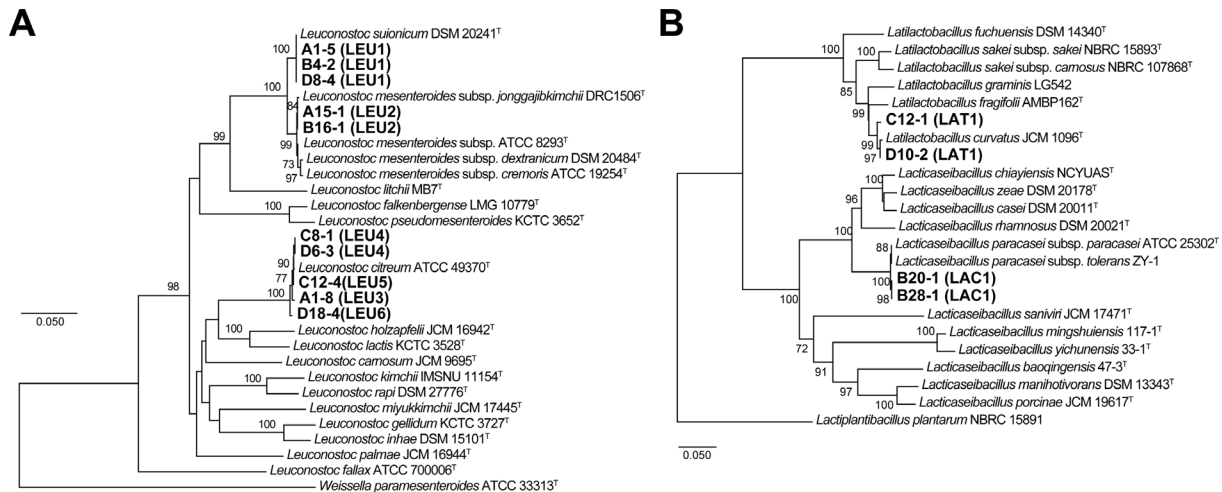 A
Leuconostoc suionicum DSM 20241ᵀ
100
A1-5 (LEU1)
B4-2 (LEU1)
D8-4 (LEU1)
100
Leuconostoc mesenteroides subsp. jonggajibkimchii DRC1506ᵀ
84
A15-1 (LEU2)
B16-1 (LEU2)
99
99
Leuconostoc mesenteroides subsp. ATCC 8293ᵀ
73
Leuconostoc mesenteroides subsp. dextranicum DSM 20484ᵀ
97
Leuconostoc mesenteroides subsp. cremoris ATCC 19254ᵀ
Leuconostoc litchii MB7ᵀ
Leuconostoc falkenbergense LMG 10779ᵀ
100
Leuconostoc pseudomesenteroides KCTC 3652ᵀ
C8-1 (LEU4)
D6-3 (LEU4)
90
Leuconostoc citreum ATCC 49370ᵀ
77
C12-4(LEU5)
98
100
A1-8 (LEU3)
D18-4(LEU6)
0.050
Leuconostoc holzapfelii JCM 16942ᵀ
100
Leuconostoc lactis KCTC 3528ᵀ
Leuconostoc carnosum JCM 9695ᵀ
100
Leuconostoc kimchii IMSNU 11154ᵀ
Leuconostoc rapi DSM 27776ᵀ
Leuconostoc miyukkimchii JCM 17445ᵀ
Leuconostoc gellidum KCTC 3727ᵀ
100
Leuconostoc inhae DSM 15101ᵀ
Leuconostoc palmae JCM 16944ᵀ
Leuconostoc fallax ATCC 700006ᵀ
Weissella paramesenteroides ATCC 33313ᵀ
B
Latilactobacillus fuchuensis DSM 14340ᵀ
100
Latilactobacillus sakei subsp. sakei NBRC 15893ᵀ
100
Latilactobacillus sakei subsp. carnosus NBRC 107868ᵀ
85
Latilactobacillus graminis LG542
Latilactobacillus fragifolii AMBP162ᵀ
99
C12-1 (LAT1)
99
Latilactobacillus curvatus JCM 1096ᵀ
97
D10-2 (LAT1)
100
Lacticaseibacillus chiayiensis NCYUASᵀ
Lacticaseibacillus zeae DSM 20178ᵀ
96
Lacticaseibacillus casei DSM 20011ᵀ
Lacticaseibacillus rhamnosus DSM 20021ᵀ
100
88
Lacticaseibacillus paracasei subsp. paracasei ATCC 25302ᵀ
Lacticaseibacillus paracasei subsp. tolerans ZY-1
100
B20-1 (LAC1)
100
98
B28-1 (LAC1)
Lacticaseibacillus saniviri JCM 17471ᵀ
100
Lacticaseibacillus mingshuiensis 117-1ᵀ
72
Lacticaseibacillus yichunensis 33-1ᵀ
91
Lacticaseibacillus baoqingensis 47-3ᵀ
97
Lacticaseibacillus manihotivorans DSM 13343ᵀ
100
Lacticaseibacillus porcinae JCM 19617ᵀ
Lactiplantibacillus plantarum NBRC 15891
0.050